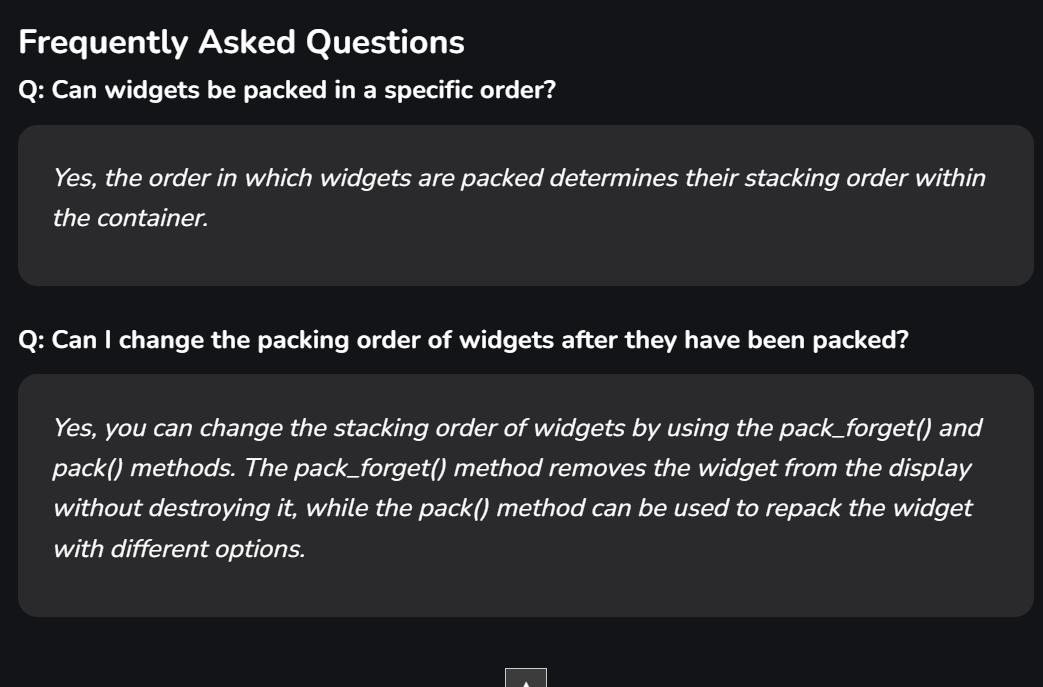 Frequently Asked Questions
Q: Can widgets be packed in a specific order?
Yes, the order in which widgets are packed determines their stacking order within
the container.
Q: Can I change the packing order of widgets after they have been packed?
Yes, you can change the stacking order of widgets by using the pack_forget() and
pack() methods. The pack_forget() method removes the widget from the display
without destroying it, while the pack() method can be used to repack the widget
with different options.